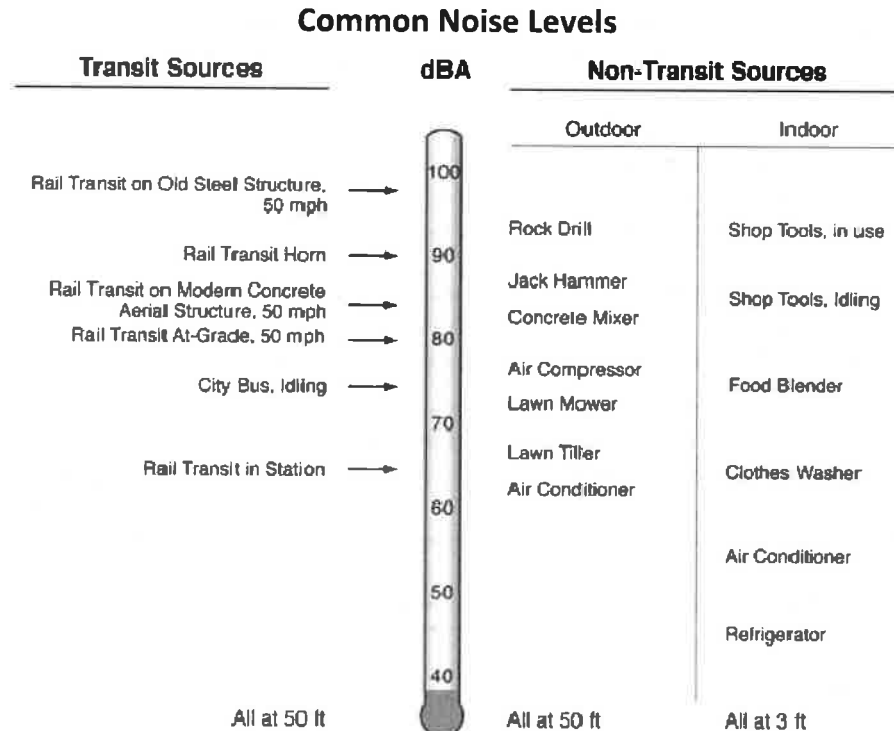 Common Noise Levels
Transit Sources
dBA
Non-Transit Sources
Outdoor
Indoor
Rail Transit on Old Steel Structure,
50 mph
100
Rock Drill
Shop Tools, in use
Rail Transit Horn
90
Jack Hammer
Rail Transit on Modern Concrete
Aerial Structure, 50 mph
Shop Tools, Idling
Concrete Mixer
Rail Transit At-Grade, 50 mph
80
Air Compressor
City Bus, Idling
Food Blender
Lawn Mower
70
Lawn Tiller
Rail Transit in Station
Clothes Washer
Air Conditioner
60
Air Conditioner
50
Refrigerator
40
All at 50 ft
All at 50 ft
All at 3 ft